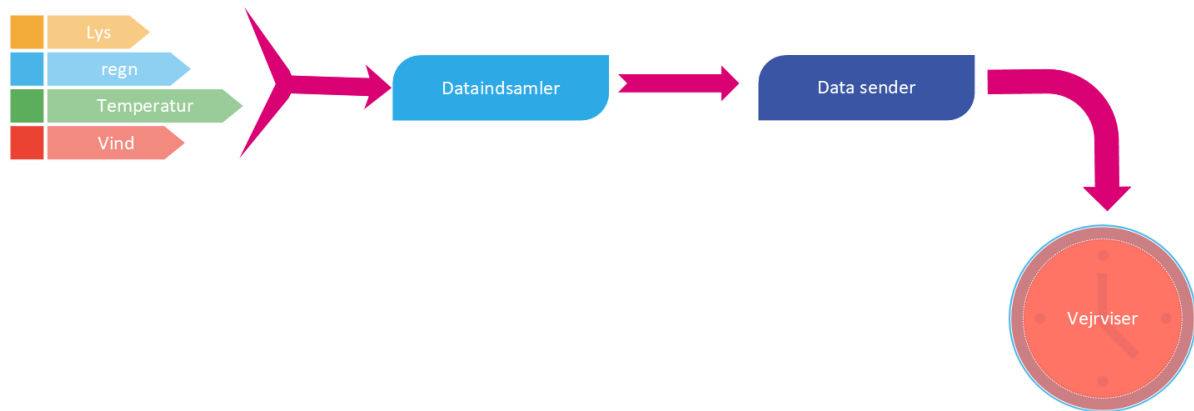 Lys
regn
Temperatur
Vind
Dataindsamler
Data sender
Vejrviser